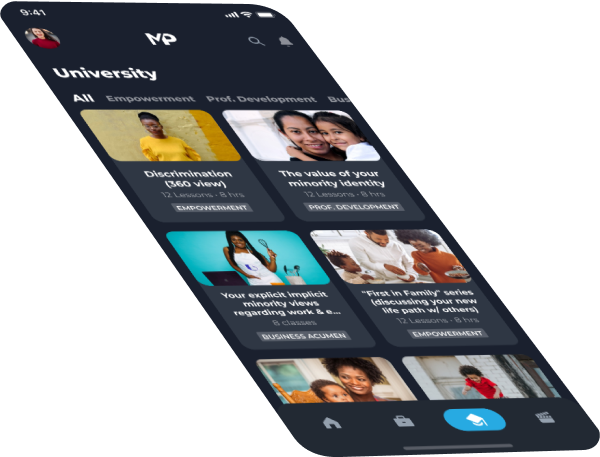 9:41
MP
University
All Empowerment Prof. Development Bus
Discrimination
(360 view)
12 Lessons - 8 hrs
EMPOWERMENT
The value of your
minority identity
12 Lessons - 8 hrs
PROF. DEVELOPMENT
Your explicit implicit
minority views
regarding work & e...
8 classes
BUSINESS ACUMEN
"First in Family" series
(discussing your new
life path w/ others)
12 Lessons - 8 hrs
EMPOWERMENT